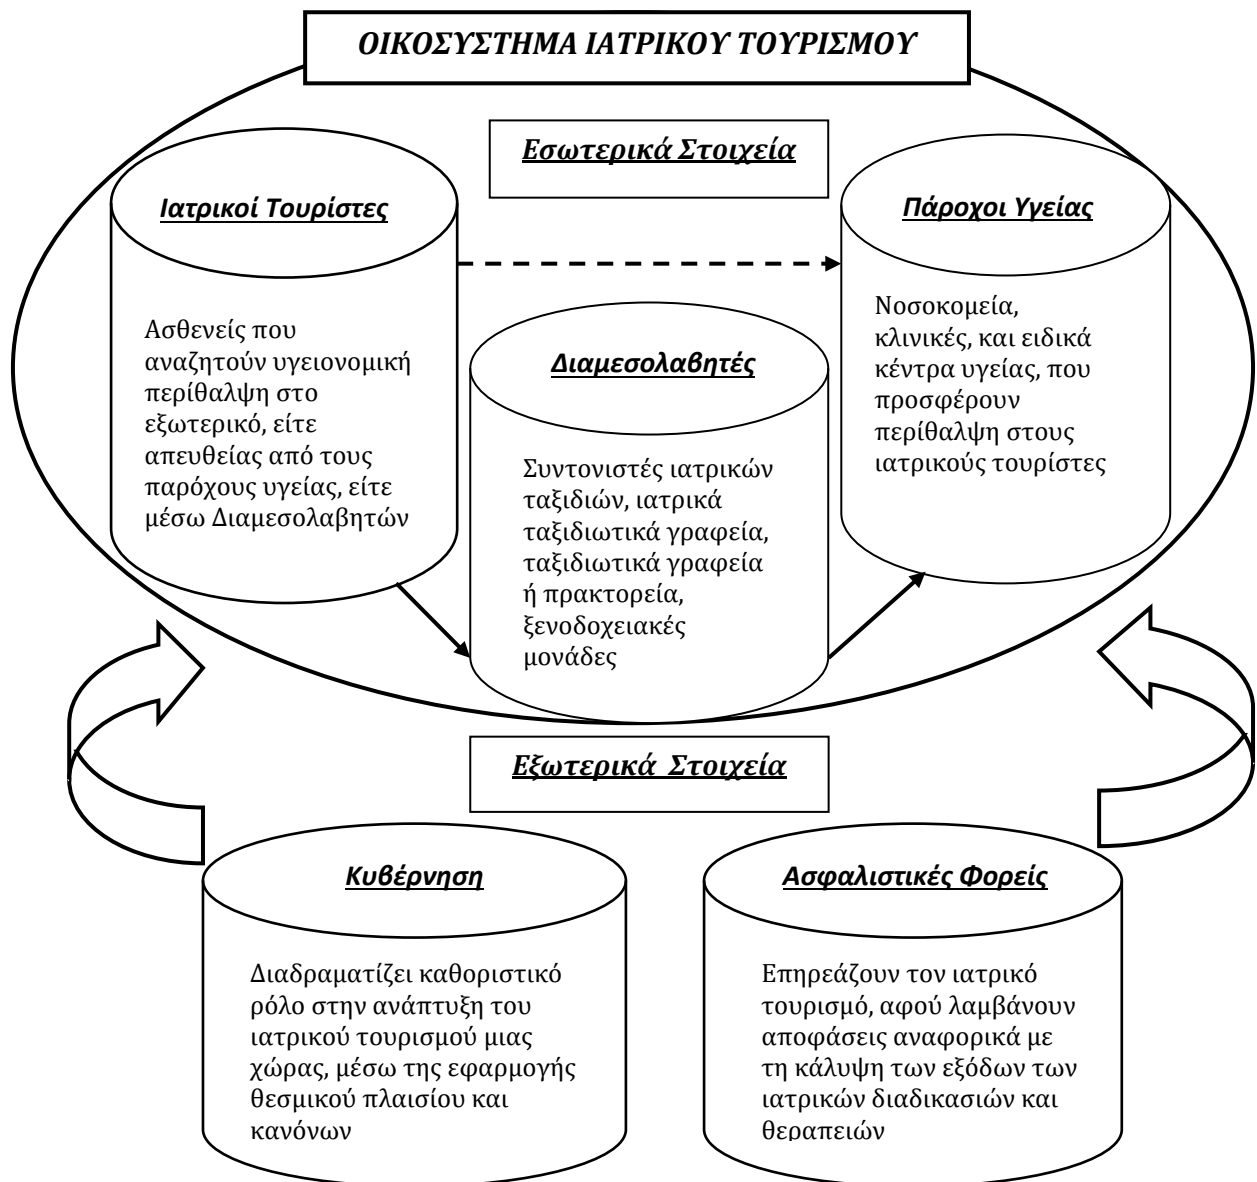 ΟΙΚΟΣΥΣΤΗΜΑ ΙΑΤΡΙΚΟΥ ΤΟΥΡΙΣΜΟΥ
Εσωτερικά Στοιχεία
Ιατρικοί Τουρίστες
Ασθενείς που
αναζητούν υγειονομική
περίθαλψη στο
εξωτερικό, είτε
απευθείας από τους
παρόχους υγείας, είτε
μέσω Διαμεσολαβητών
Διαμεσολαβητές
Συντονιστές ιατρικών
ταξιδιών, ιατρικά
ταξιδιωτικά γραφεία,
ταξιδιωτικά γραφεία
ή πρακτορεία,
ξενοδοχειακές
μονάδες
Πάροχοι Υγείας
Νοσοκομεία,
κλινικές, και ειδικά
κέντρα υγείας, που
προσφέρουν
περίθαλψη στους
ιατρικούς τουρίστες
Εξωτερικά Στοιχεία
Κυβέρνηση
Διαδραματίζει καθοριστικό
ρόλο στην ανάπτυξη του
ιατρικού τουρισμού μιας
χώρας, μέσω της εφαρμογής
θεσμικού πλαισίου και
κανόνων
Ασφαλιστικές Φορείς
Επηρεάζουν τον ιατρικό
τουρισμό, αφού λαμβάνουν
αποφάσεις αναφορικά με
τη κάλυψη των εξόδων των
ιατρικών διαδικασιών και
θεραπειών